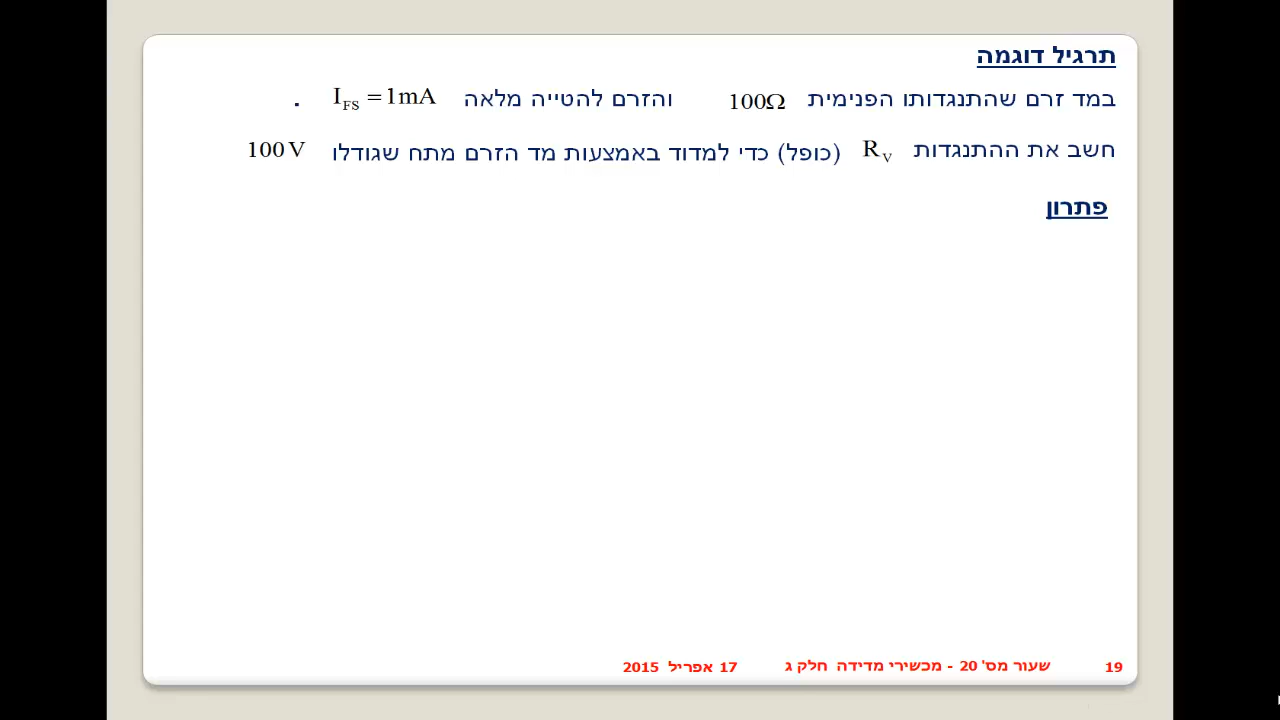 תרגיל דוגמה
במד זרם שהתנגדותו הפנימית 100Ω והזרם להטייה מלאה I_FS = 1mA .
חשב את ההתנגדות R_V (כופל) כדי למדוד באמצעות מד הזרם מתח שגודלו 100 V
פתרון
19 שעור מס' 20 - מכשירי מדידה חלק ג 17 אפריל 2015